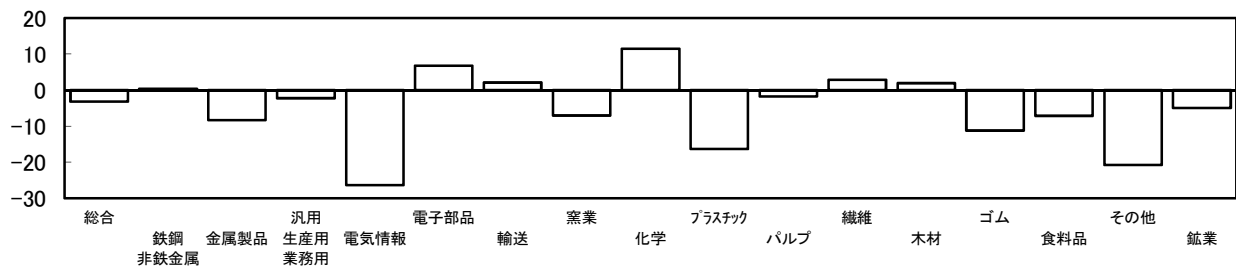 20
10
0
-10
-20
-30
総合
鉄鋼
非鉄金属
金属製品
汎用
生産用
業務用
電気情報
電子部品
輸送
窯業
化学
ﾌﾟﾗｽﾁｯｸ
パルプ
繊維
木材
ゴム
食料品
その他
鉱業